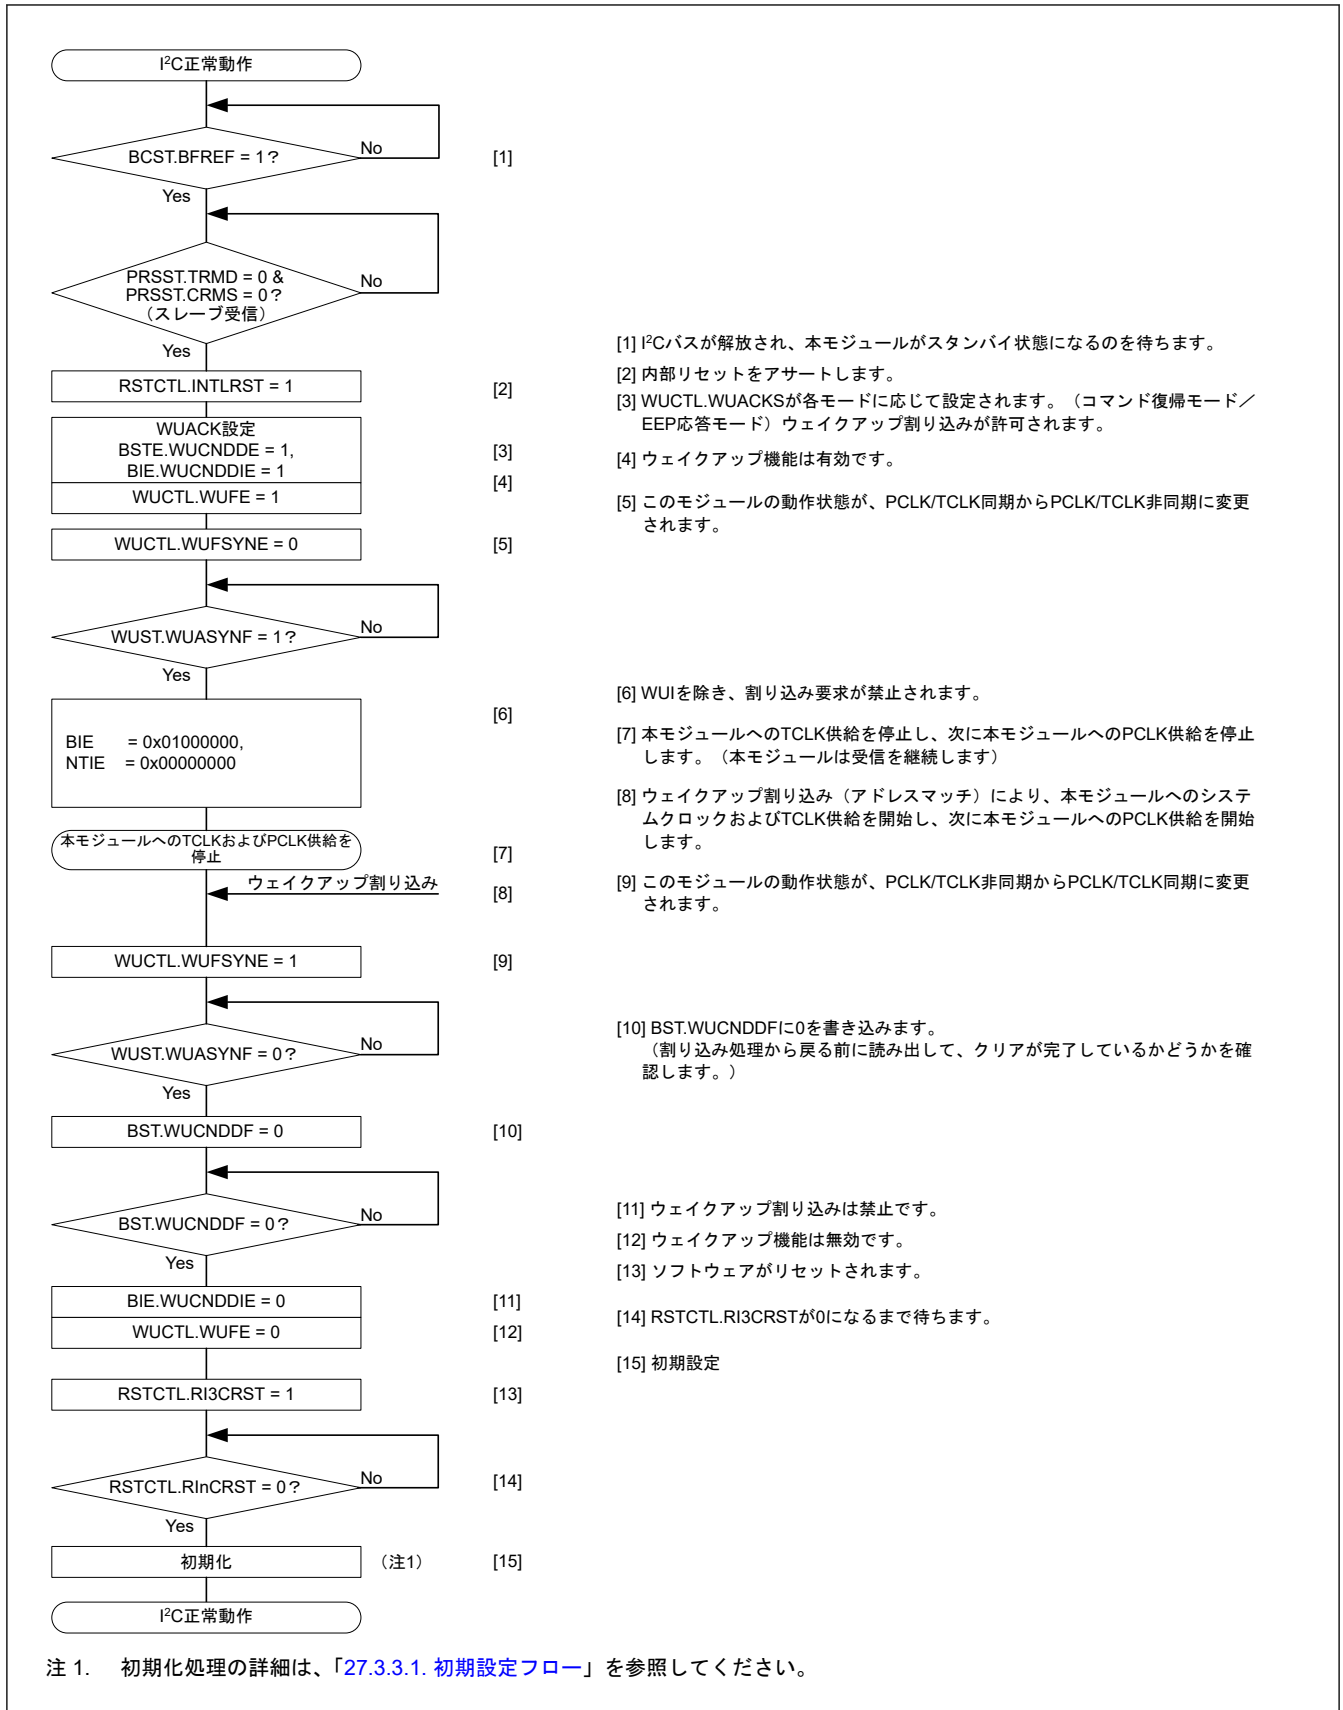 I²C正常動作
BCST.BFREF = 1?
No
[1]
Yes
PRSST.TRMD = 0 &
PRSST.CRMS = 0?
（スレーブ受信）
No
Yes
RSTCTL.INTLRST = 1
[2]
WUACK設定
BSTE.WUCNDDE = 1,
BIE.WUCNDDIE = 1
[3]
WUCTL.WUFE = 1
[4]
WUCTL.WUFSYNE = 0
[5]
WUST.WUASYNF = 1?
No
Yes
BIE = 0x01000000,
NTIE = 0x00000000
[6]
本モジュールへのTCLKおよびPCLK供給を
停止
[7]
ウェイクアップ割り込み
[8]
WUCTL.WUFSYNE = 1
[9]
WUST.WUASYNF = 0?
No
Yes
BST.WUCNDDF = 0
[10]
BST.WUCNDDF = 0?
No
Yes
BIE.WUCNDDIE = 0
[11]
WUCTL.WUFE = 0
[12]
RSTCTL.RI3CRST = 1
[13]
RSTCTL.RInCRST = 0?
No
[14]
Yes
初期化
（注1）
[15]
I²C正常動作
[1] I²Cバスが解放され、本モジュールがスタンバイ状態になるのを待ちます。
[2] 内部リセットをアサートします。
[3] WUCTL.WUACKSが各モードに応じて設定されます。（コマンド復帰モード／
EEP応答モード）ウェイクアップ割り込みが許可されます。
[4] ウェイクアップ機能は有効です。
[5] このモジュールの動作状態が、PCLK/TCLK同期からPCLK/TCLK非同期に変更
されます。
[6] WUIを除き、割り込み要求が禁止されます。
[7] 本モジュールへのTCLK供給を停止し、次に本モジュールへのPCLK供給を停止
します。（本モジュールは受信を継続します）
[8] ウェイクアップ割り込み（アドレスマッチ）により、本モジュールへのシステ
ムクロックおよびTCLK供給を開始し、次に本モジュールへのPCLK供給を開始
します。
[9] このモジュールの動作状態が、PCLK/TCLK非同期からPCLK/TCLK同期に変更
されます。
[10] BST.WUCNDDFに0を書き込みます。
（割り込み処理から戻る前に読み出して、クリアが完了しているかどうかを確
認します。）
[11] ウェイクアップ割り込みは禁止です。
[12] ウェイクアップ機能は無効です。
[13] ソフトウェアがリセットされます。
[14] RSTCTL.RI3CRSTが0になるまで待ちます。
[15] 初期設定
注 1. 初期化処理の詳細は、「27.3.3.1. 初期設定フロー」を参照してください。